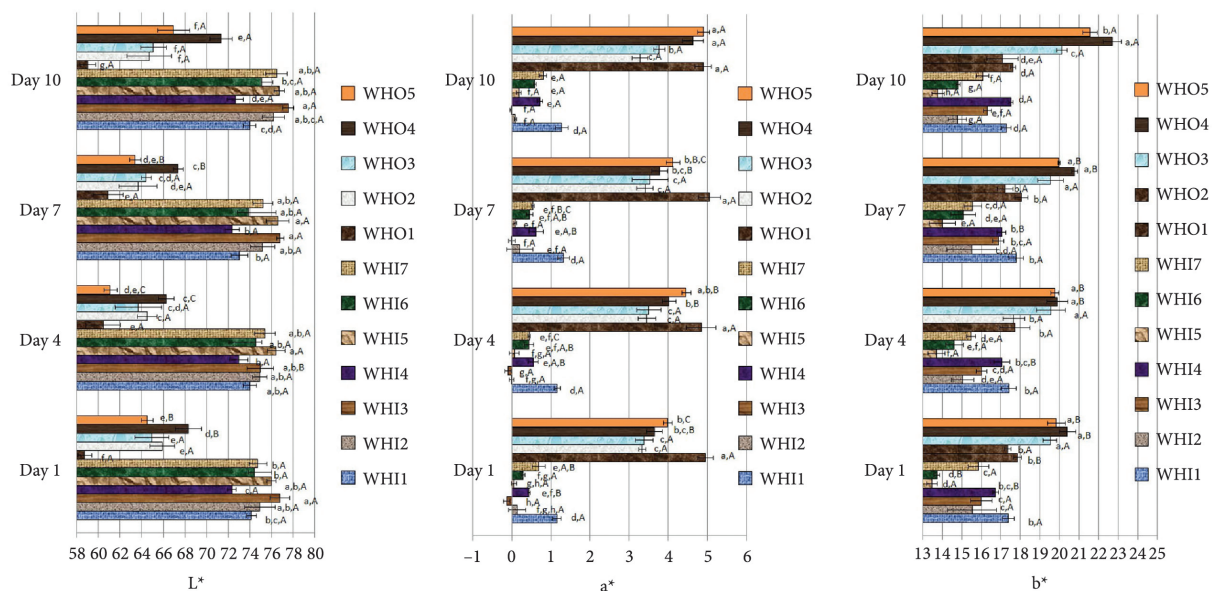 Day 10
f,A
e,A
f,A
f,A
g,A
a,b,A
b,c,A
a,b,A
d,e,A
a,A
a,b,c,A
c,d,A
Day 7
d,e,B
c,B
c,d,A
d,e,A
e,A
a,b,A
a,b,A
a,A
b,A
a,A
a,b,A
b,A
Day 4
d,e,C
c,C
c,d,A
c,A
e,A
a,b,A
a,b,A
a,A
b,A
a,b,B
a,b,A
a,b,A
Day 1
e,B
d,B
e,A
e,A
f,A
b,A
b,A
a,b,A
c,A
a,A
a,b,A
b,c,A
58 60 62 64 66 68 70 72 74 76 78 80
L*
WHO5
WHO4
WHO3
WHO2
WHO1
WHI7
WHI6
WHI5
WHI4
WHI3
WHI2
WHI1
Day 10
a,A
a,A
b,A
c,A
a,A
e,A
e,A
f,A
e,A
f,A
f,A
d,A
Day 7
b,B,C
b,c,B
c,A
c,A
a,A
e,f,B,C
e,f,A,B
e,f,A
e,A,B
f,A
e,f,A
d,A
Day 4
a,b,B
b,B
c,A
c,A
a,A
e,f,C
e,f,A,B
f,g,A
e,A,B
g,A
f,g,A
d,A
Day 1
b,C
b,c,B
c,A
c,A
a,A
e,A,B
f,g,A
g,h,A
e,f,B
h,A
f,g,h,A
d,A
−1 0 1 2 3 4 5 6
a*
WHO5
WHO4
WHO3
WHO2
WHO1
WHI7
WHI6
WHI5
WHI4
WHI3
WHI2
WHI1
Day 10
b,A
a,A
c,A
d,A
d,A
f,A
g,A
h,A
d,A
e,f,A
g,A
d,A
Day 7
a,B
a,B
a,A
b,A
b,A
c,d,A
d,e,A
e,A
b,B
b,c,A
c,d,A
b,A
Day 4
a,B
a,B
a,A
b,A
b,A
d,e,A
e,f,A
f,A
b,c,B
c,d,A
d,e,A
b,A
Day 1
a,B
a,B
a,A
b,A
b,B
c,A
d,B
d,A
b,A
c,A
c,A
b,A
13 14 15 16 17 18 19 20 21 22 23 24 25
b*
WHO5
WHO4
WHO3
WHO2
WHO1
WHI7
WHI6
WHI5
WHI4
WHI3
WHI2
WHI1